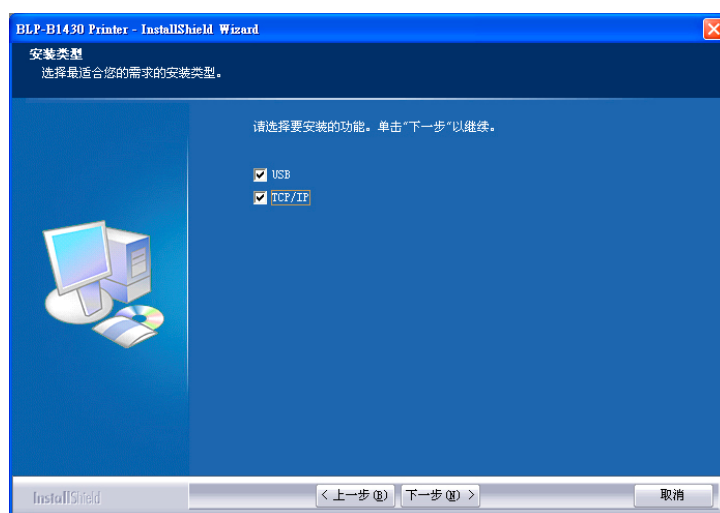 BLP-B1430 Printer - InstallShield Wizard
安装类型
选择最适合您的需求的安装类型。
请选择要安装的功能。单击“下一步”以继续。
USB
TCP/IP
InstallShield
< 上一步(B) 下一步(N) > 取消